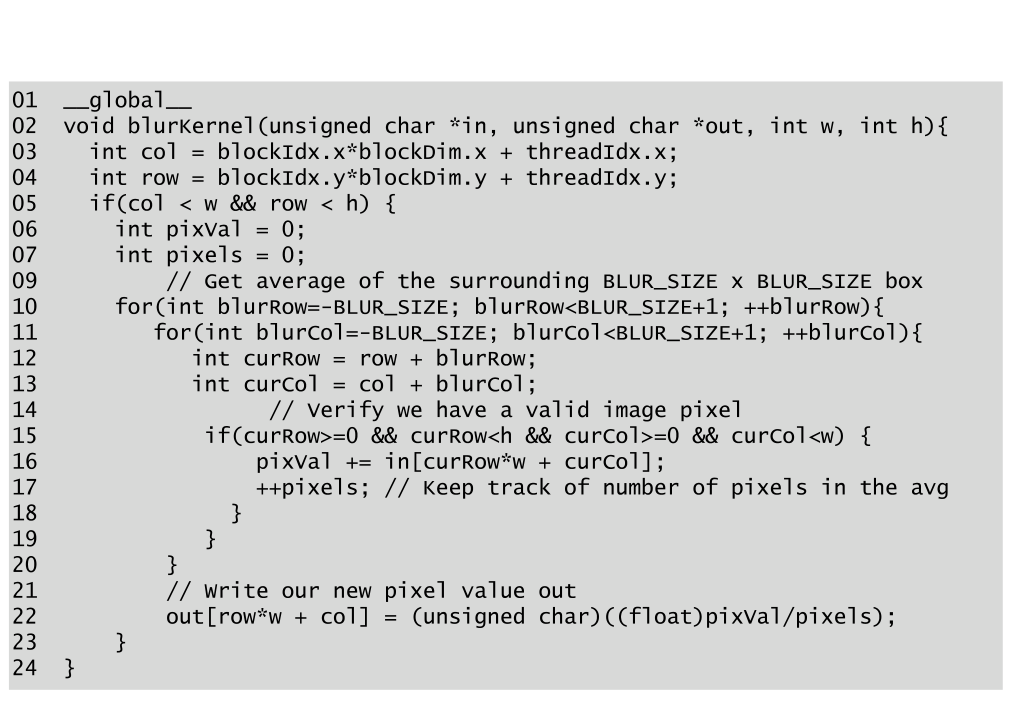 01  __global__
02  void blurKernel(unsigned char *in, unsigned char *out, int w, int h){
03    int col = blockIdx.x*blockDim.x + threadIdx.x;
04    int row = blockIdx.y*blockDim.y + threadIdx.y;
05    if(col < w && row < h) {
06      int pixVal = 0;
07      int pixels = 0;
09          // Get average of the surrounding BLUR_SIZE x BLUR_SIZE box
10      for(int blurRow=-BLUR_SIZE; blurRow<BLUR_SIZE+1; ++blurRow){
11         for(int blurCol=-BLUR_SIZE; blurCol<BLUR_SIZE+1; ++blurCol){
12            int curRow = row + blurRow;
13            int curCol = col + blurCol;
14                  // Verify we have a valid image pixel
15             if(curRow>=0 && curRow<h && curCol>=0 && curCol<w) {
16                 pixVal += in[curRow*w + curCol];
17                 ++pixels; // Keep track of number of pixels in the avg
18               }
19             }
20          }
21          // Write our new pixel value out
22          out[row*w + col] = (unsigned char)((float)pixVal/pixels);
23      }
24  }